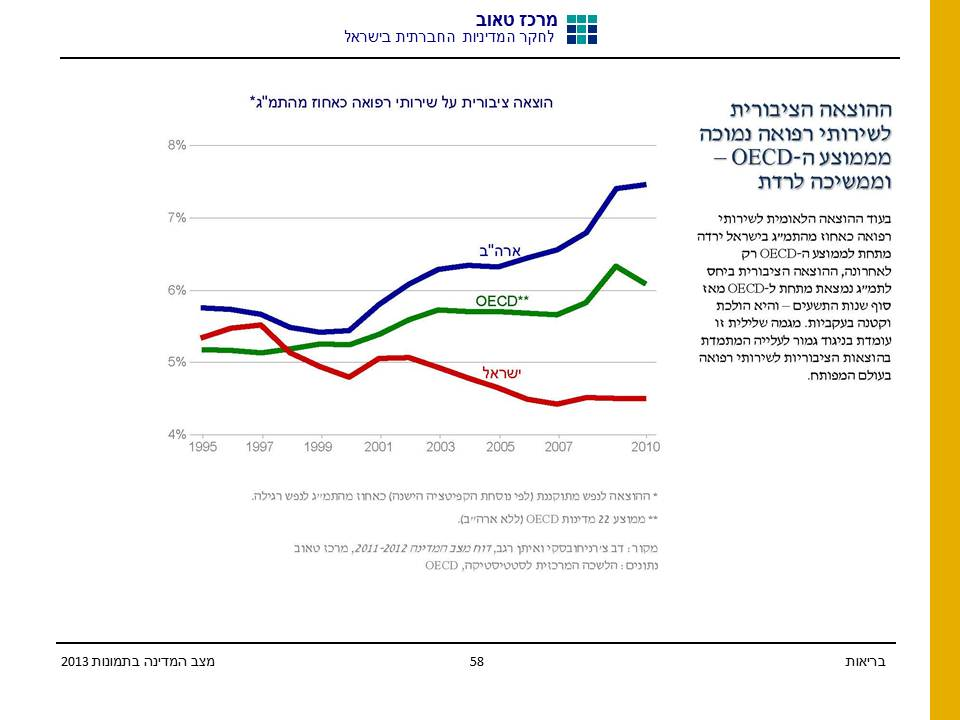 מרכז טאוב
לחקר המדיניות החברתית בישראל
ההוצאה הציבורית
לשירותי רפואה נמוכה
מממוצע ה-OECD –
וממשיכה לרדת
בעוד ההוצאה הלאומית לשירותי
רפואה כאחוז מהתמ"ג בישראל ירדה
מתחת לממוצע ה-OECD רק
לאחרונה, ההוצאה הציבורית ביחס
לתמ"ג נמצאת מתחת ל-OECD מאז
סוף שנות התשעים – והיא הולכת
וקטנה בעקביות. מגמה שלילית זו
עומדת בניגוד גמור לעלייה המתמדת
בהוצאות הציבוריות לשירותי רפואה
בעולם המפותח.
הוצאה ציבורית על שירותי רפואה כאחוז מהתמ"ג*
8%
7%
6%
5%
4%
ארה"ב
OECD**
ישראל
1995 1997 1999 2001 2003 2005 2007 2010
* ההוצאה לנפש מתוקננת (לפי נוסחת הקפיטציה הישנה) כאחוז מהתמ"ג לנפש רגילה.
** ממוצע 22 מדינות OECD (ללא ארה"ב).
מקור: דב צ'רניחובסקי ואיתן רגב, דוח מצב המדינה 2011-2012, מרכז טאוב
נתונים: הלשכה המרכזית לסטטיסטיקה, OECD
בריאות
58
מצב המדינה בתמונות 2013